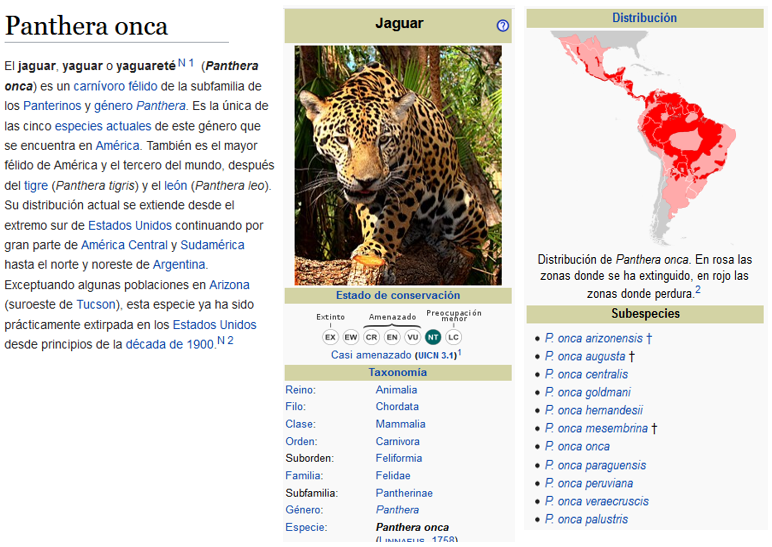 Panthera onca
El jaguar, yaguar o yaguareté N 1 (Panthera
onca) es un carnívoro félido de la subfamilia de
los Panterinos y género Panthera. Es la única de
las cinco especies actuales de este género que
se encuentra en América. También es el mayor
félido de América y el tercero del mundo, después
del tigre (Panthera tigris) y el león (Panthera leo).
Su distribución actual se extiende desde el
extremo sur de Estados Unidos continuando por
gran parte de América Central y Sudamérica
hasta el norte y noreste de Argentina.
Exceptuando algunas poblaciones en Arizona
(suroeste de Tucson), esta especie ya ha sido
prácticamente extirpada en los Estados Unidos
desde principios de la década de 1900.N 2
Jaguar
?
Estado de conservación
Extinto Amenazado Preocupación
menor
EX EW CR EN VU NT LC
Casi amenazado (UICN 3.1)1
Taxonomía
Reino: Animalia
Filo: Chordata
Clase: Mammalia
Orden: Carnivora
Suborden: Feliformia
Familia: Felidae
Subfamilia: Pantherinae
Género: Panthera
Especie: Panthera onca
(LINNAEUS, 1758)
Distribución
Distribución de Panthera onca. En rosa las
zonas donde se ha extinguido, en rojo las
zonas donde perdura.2
Subespecies
• P. onca arizonensis †
• P. onca augusta †
• P. onca centralis
• P. onca goldmani
• P. onca hernandesii
• P. onca mesembrina †
• P. onca onca
• P. onca paraguensis
• P. onca peruviana
• P. onca veraecruscis
• P. onca palustris